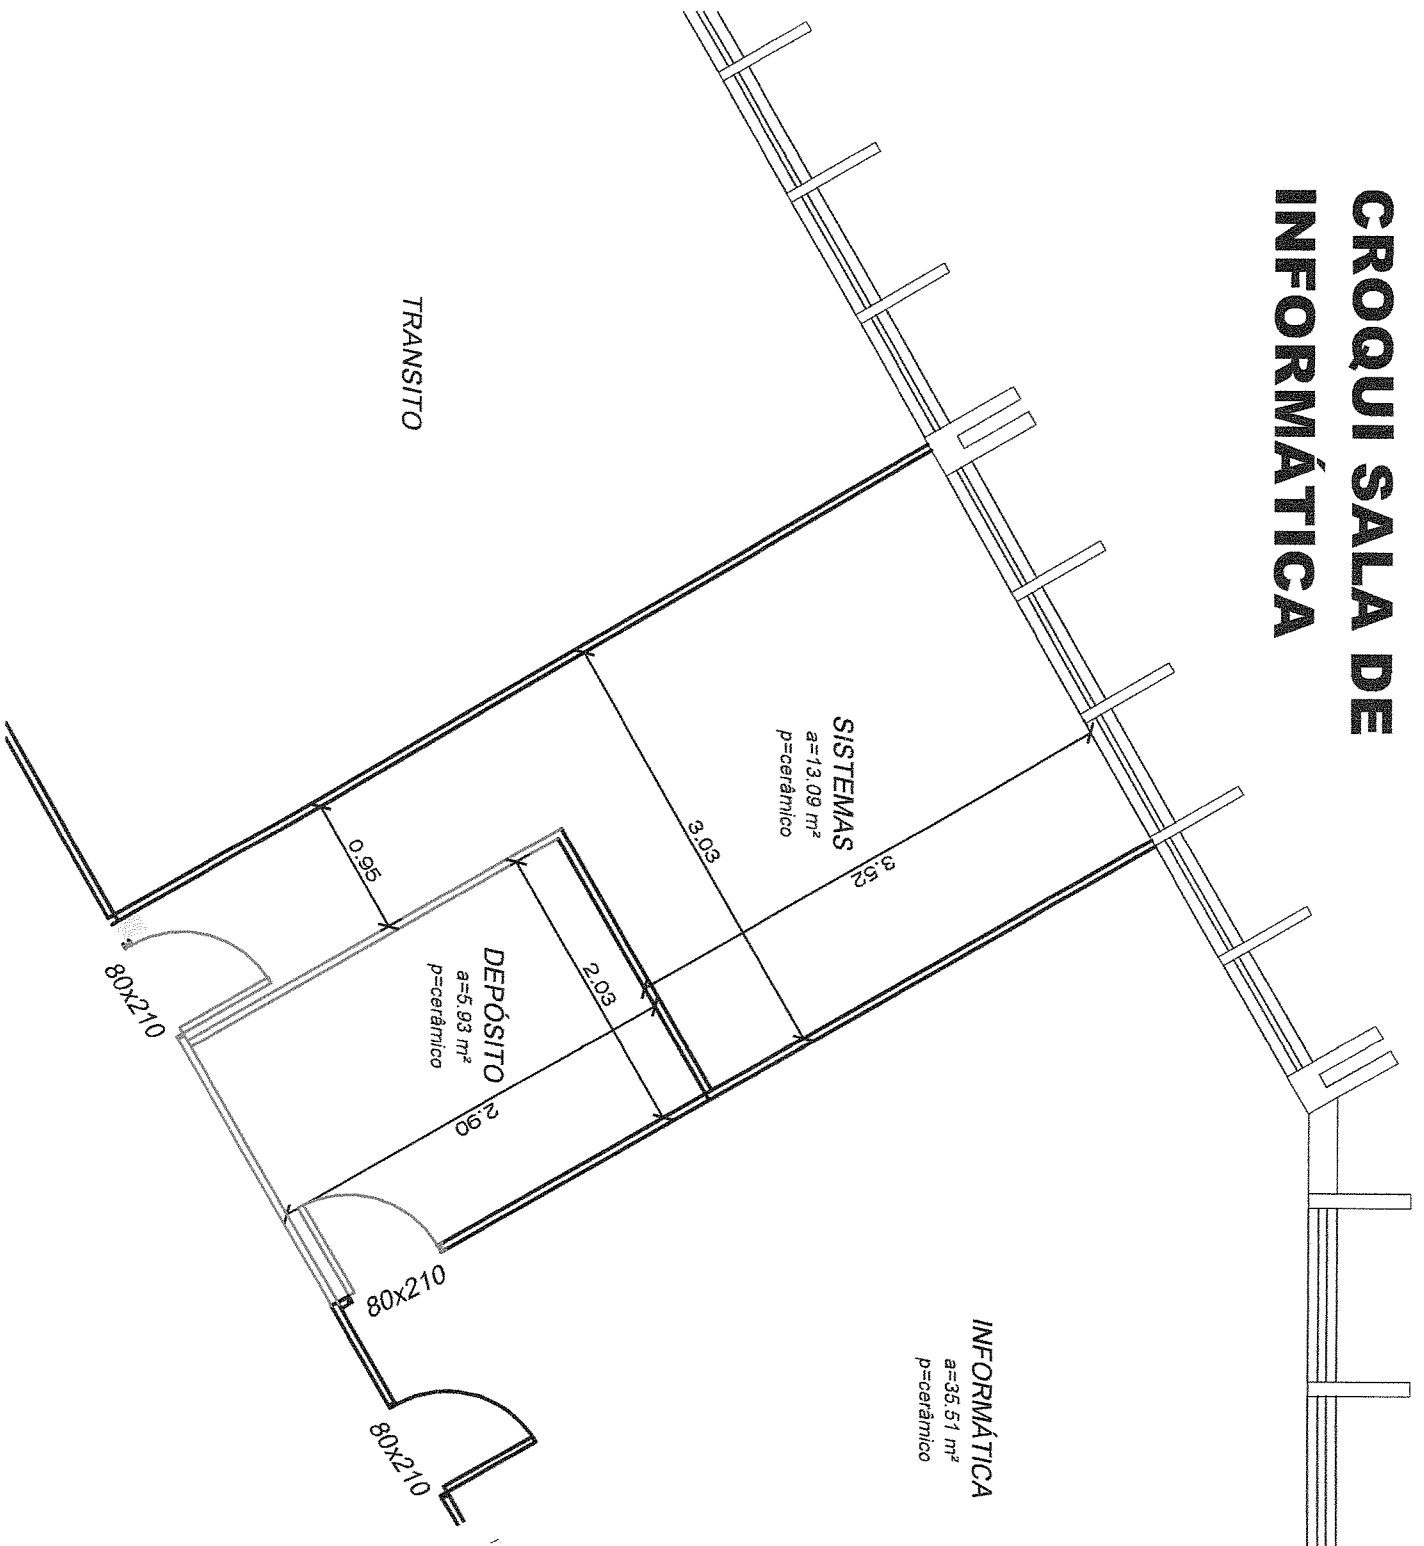 CROQUI SALA DE
INFORMÁTICA
TRANSITO
SISTEMAS
a=13.09 m²
p=cerâmico
3.03
3.52
0.95
DEPÓSITO
a=5.93 m²
p=cerâmico
2.03
2.90
80x210
80x210
80x210
INFORMÁTICA
a=35.51 m²
p=cerâmico